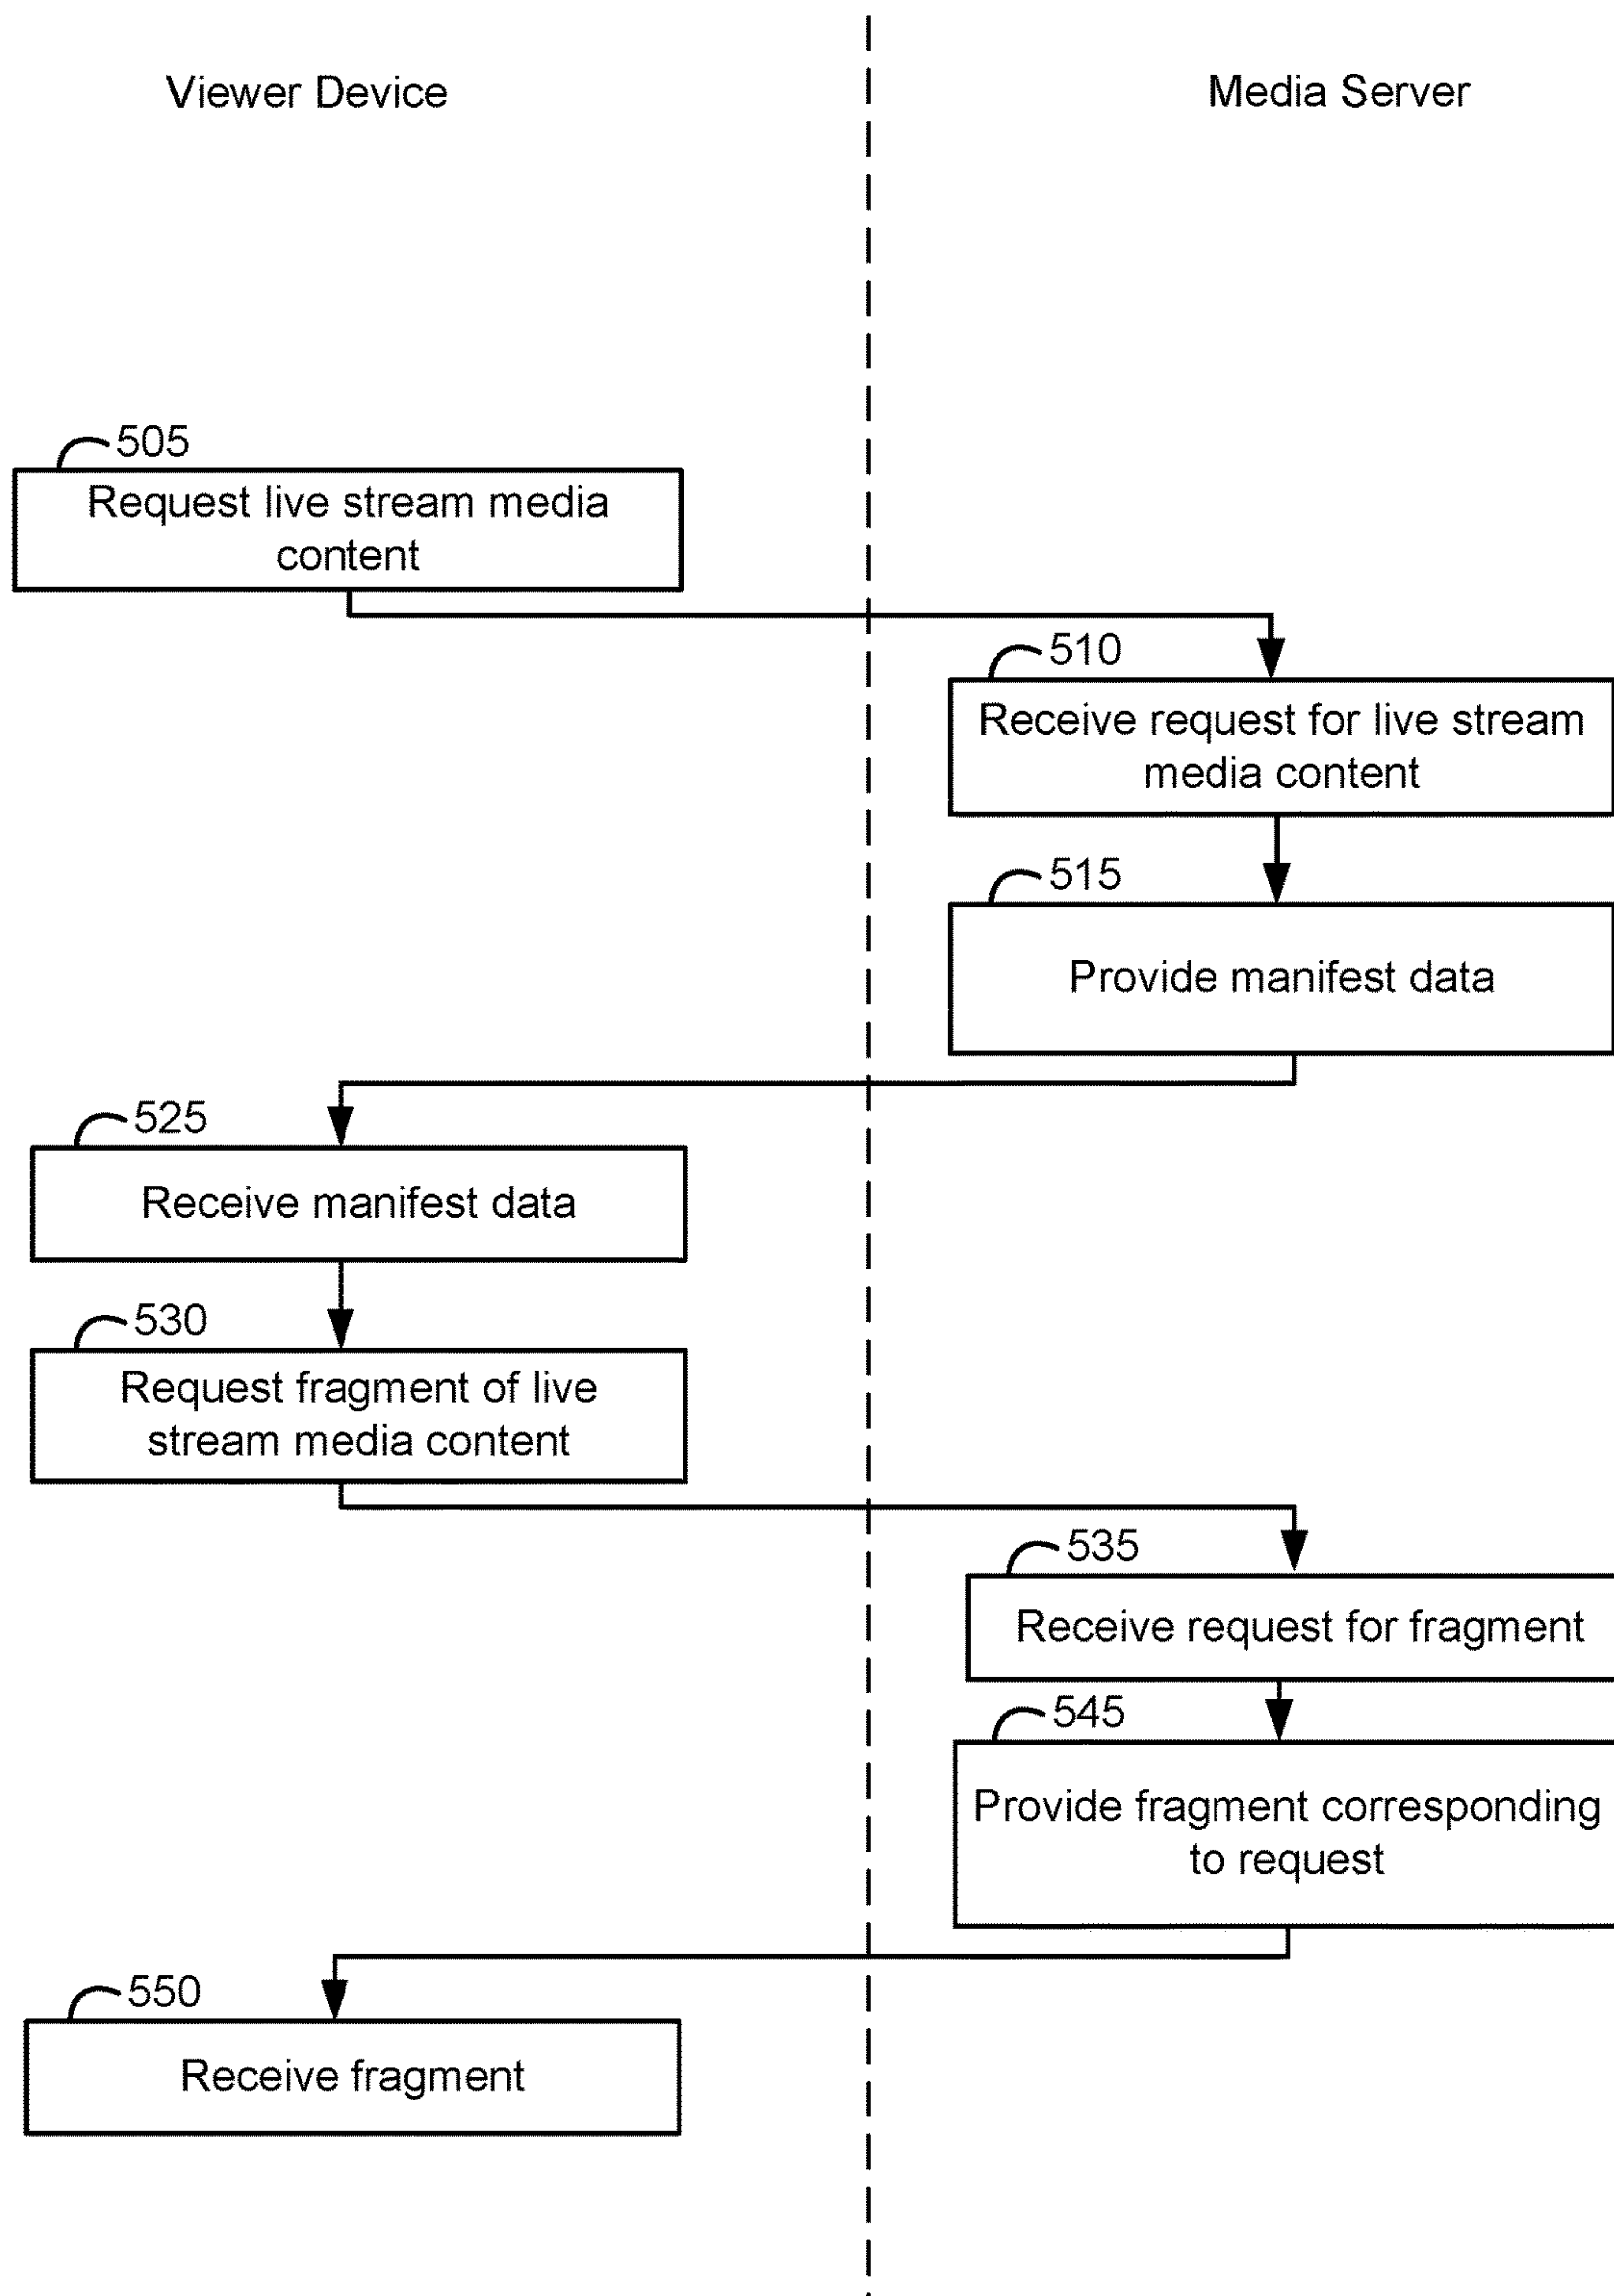 Viewer Device
Media Server
505
Request live stream media
content
510
Receive request for live stream
media content
515
Provide manifest data
525
Receive manifest data
530
Request fragment of live
stream media content
535
Receive request for fragment
545
Provide fragment corresponding
to request
550
Receive fragment